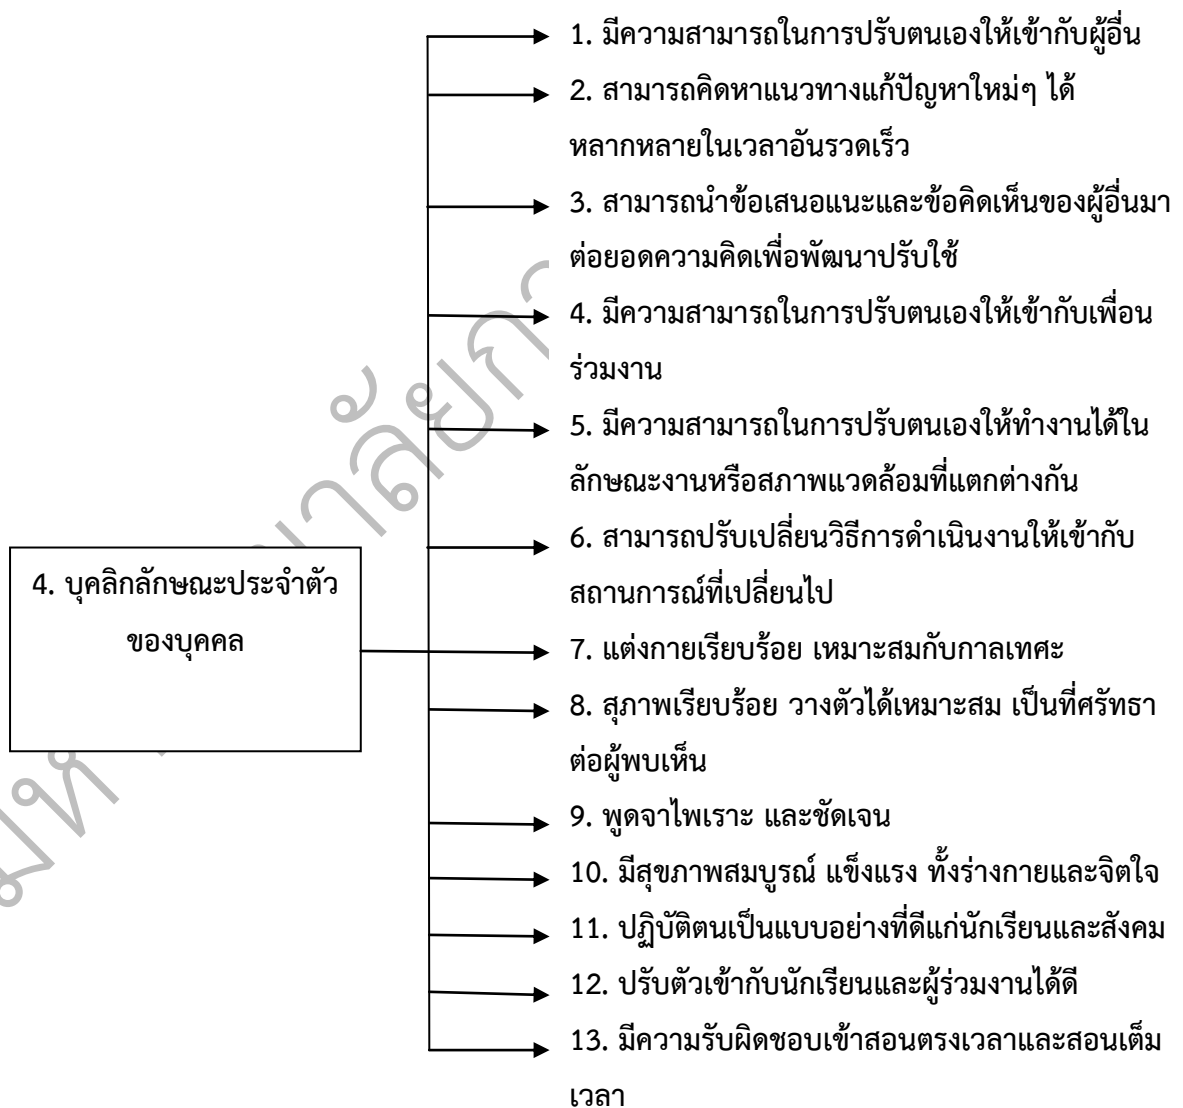 1. มีความสามารถในการปรับตนเองให้เข้ากับผู้อื่น
2. สามารถคิดหาแนวทางแก้ปัญหาใหม่ๆ ได้
หลากหลายในเวลาอันรวดเร็ว
3. สามารถนำข้อเสนอแนะและข้อคิดเห็นของผู้อื่นมา
ต่อยอดความคิดเพื่อพัฒนาปรับใช้
4. มีความสามารถในการปรับตนเองให้เข้ากับเพื่อน
ร่วมงาน
5. มีความสามารถในการปรับตนเองให้ทำงานได้ใน
ลักษณะงานหรือสภาพแวดล้อมที่แตกต่างกัน
6. สามารถปรับเปลี่ยนวิธีการดำเนินงานให้เข้ากับ
สถานการณ์ที่เปลี่ยนไป
4. บุคลิกลักษณะประจำตัว
ของบุคคล
7. แต่งกายเรียบร้อย เหมาะสมกับกาลเทศะ
8. สุภาพเรียบร้อย วางตัวได้เหมาะสม เป็นที่ศรัทธา
ต่อผู้พบเห็น
9. พูดจาไพเราะ และชัดเจน
10. มีสุขภาพสมบูรณ์ แข็งแรง ทั้งร่างกายและจิตใจ
11. ปฏิบัติตนเป็นแบบอย่างที่ดีแก่นักเรียนและสังคม
12. ปรับตัวเข้ากับนักเรียนและผู้ร่วมงานได้ดี
13. มีความรับผิดชอบเข้าสอนตรงเวลาและสอนเต็ม
เวลา